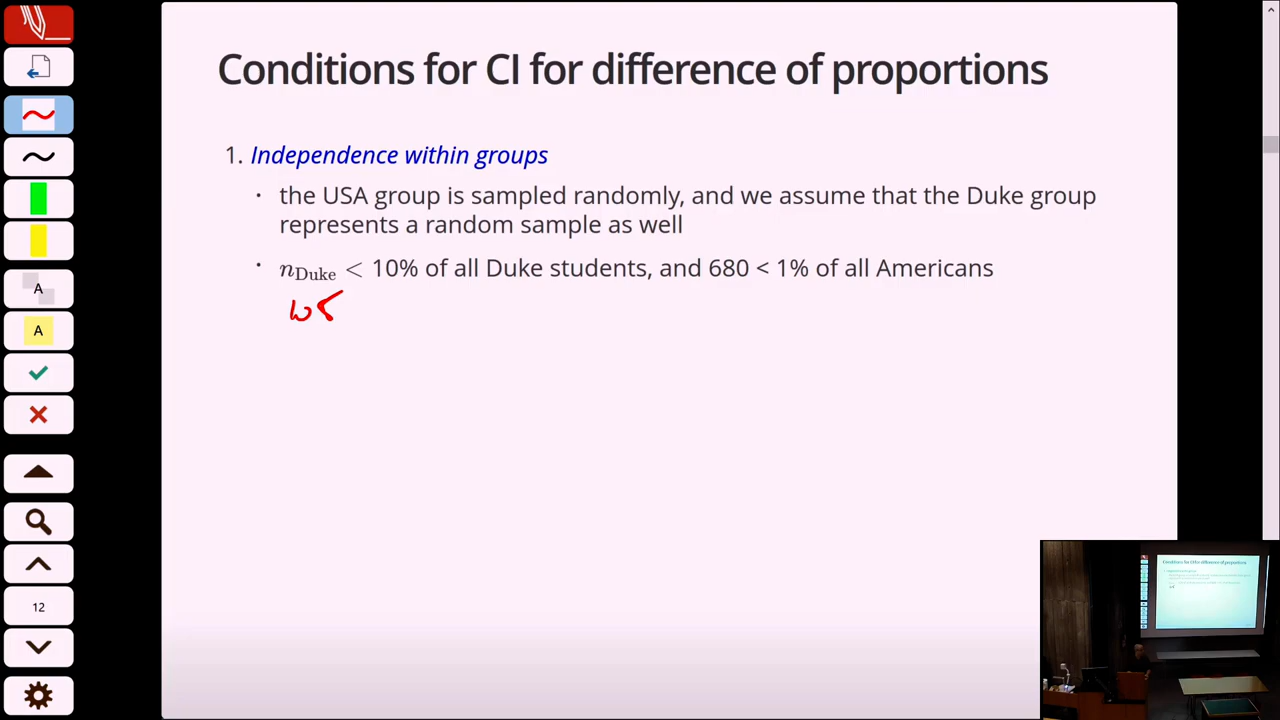 Conditions for CI for difference of proportions
1. Independence within groups
· the USA group is sampled randomly, and we assume that the Duke group
represents a random sample as well
· nDuke < 10% of all Duke students, and 680 < 1% of all Americans
A
A
12